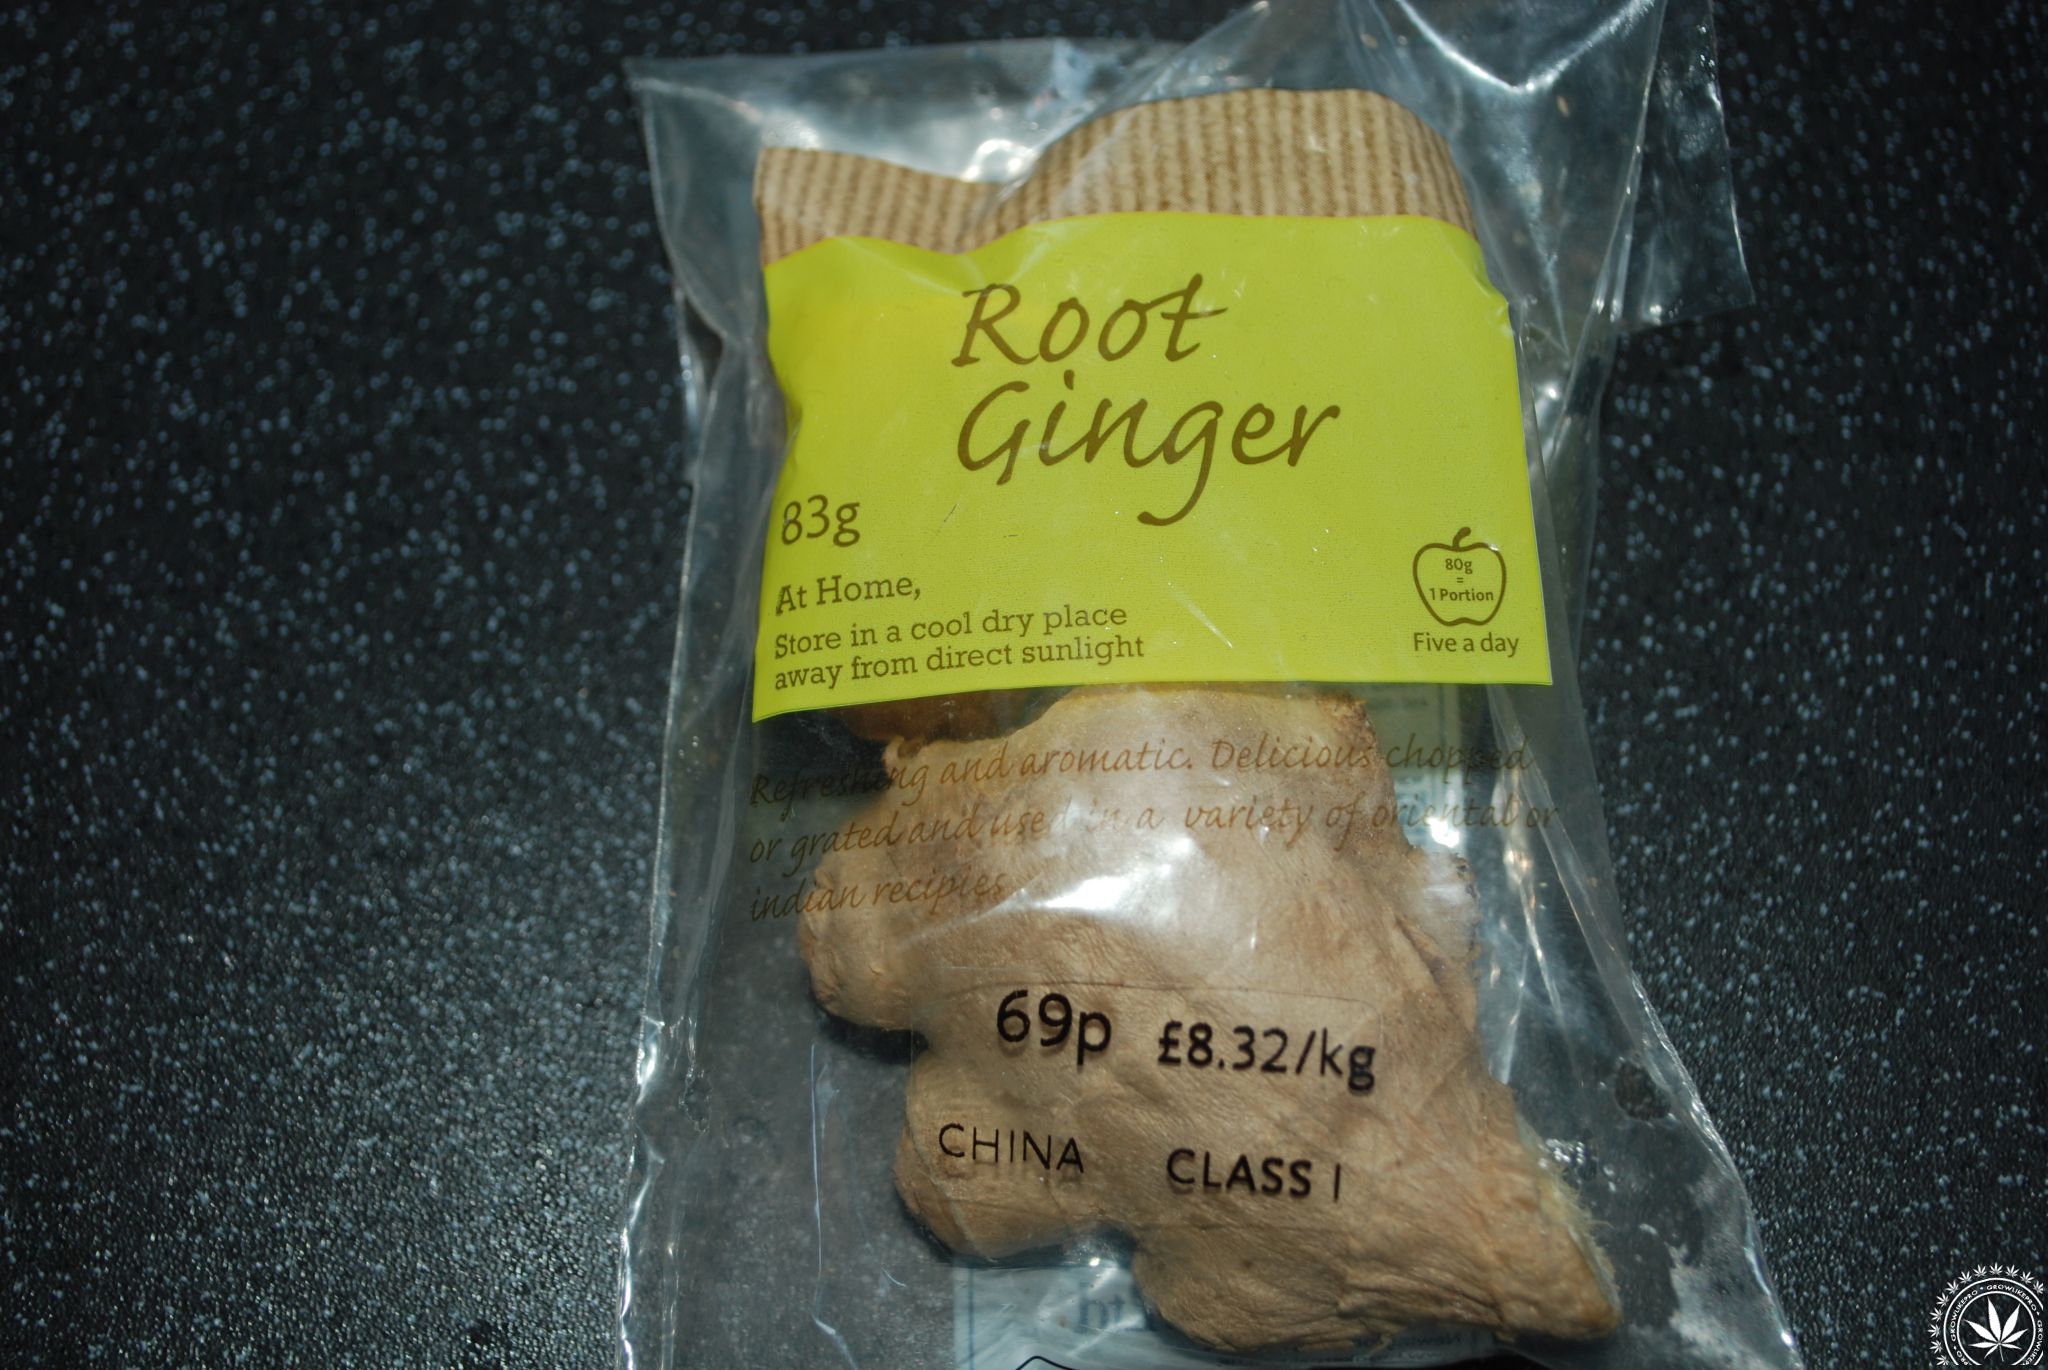 Root
Ginger
83g
At Home,
Store in a cool dry place
away from direct sunlight
80g
=
1 Portion
Five a day
Refreshing and aromatic. Delicious chopped
or grated and used in a variety of oriental or
indian recipies
69p £8.32/kg
CHINA CLASS I